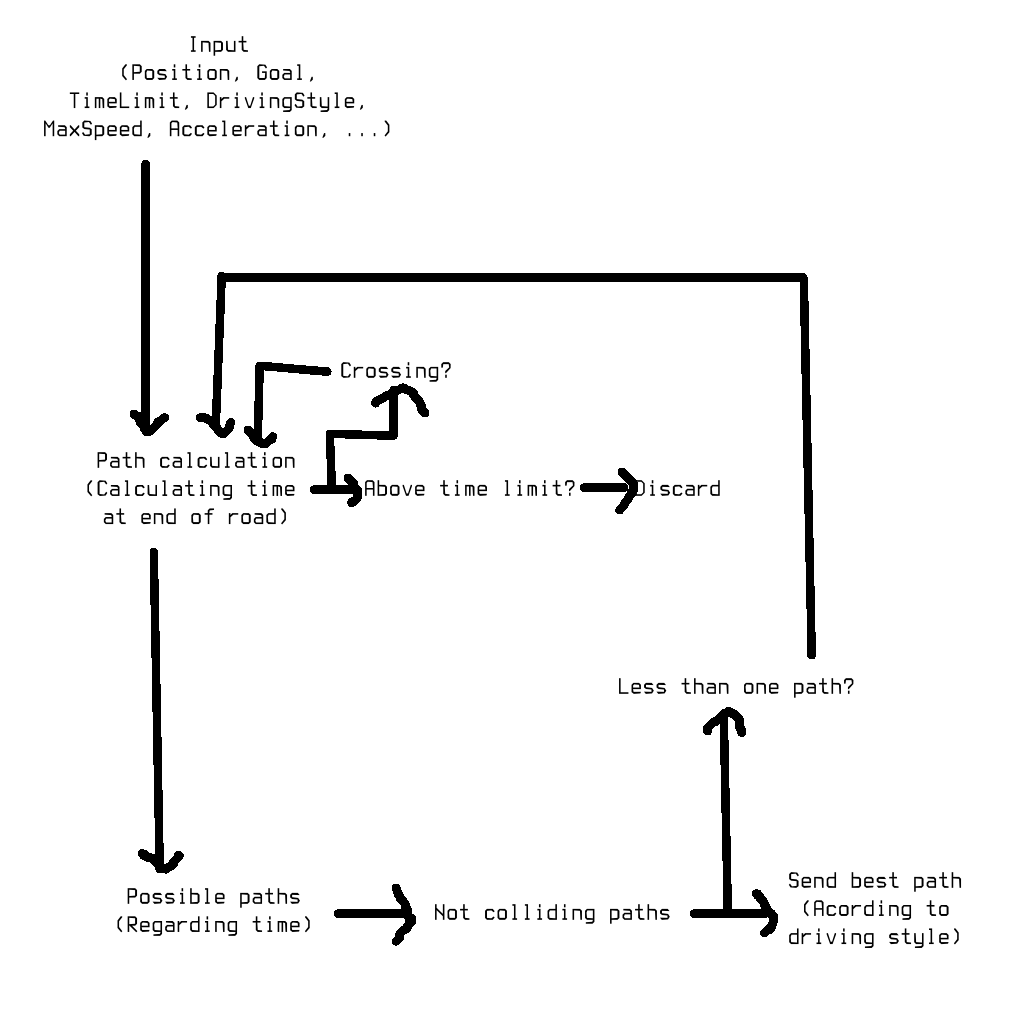 Input
(Position, Goal,
TimeLimit, DrivingStyle,
MaxSpeed, Acceleration, ...)
Crossing?
Path calculation
(Calculating time
at end of road)
Above time limit?
Discard
Less than one path?
Possible paths
(Regarding time)
Not colliding paths
Send best path
(Acording to
driving style)